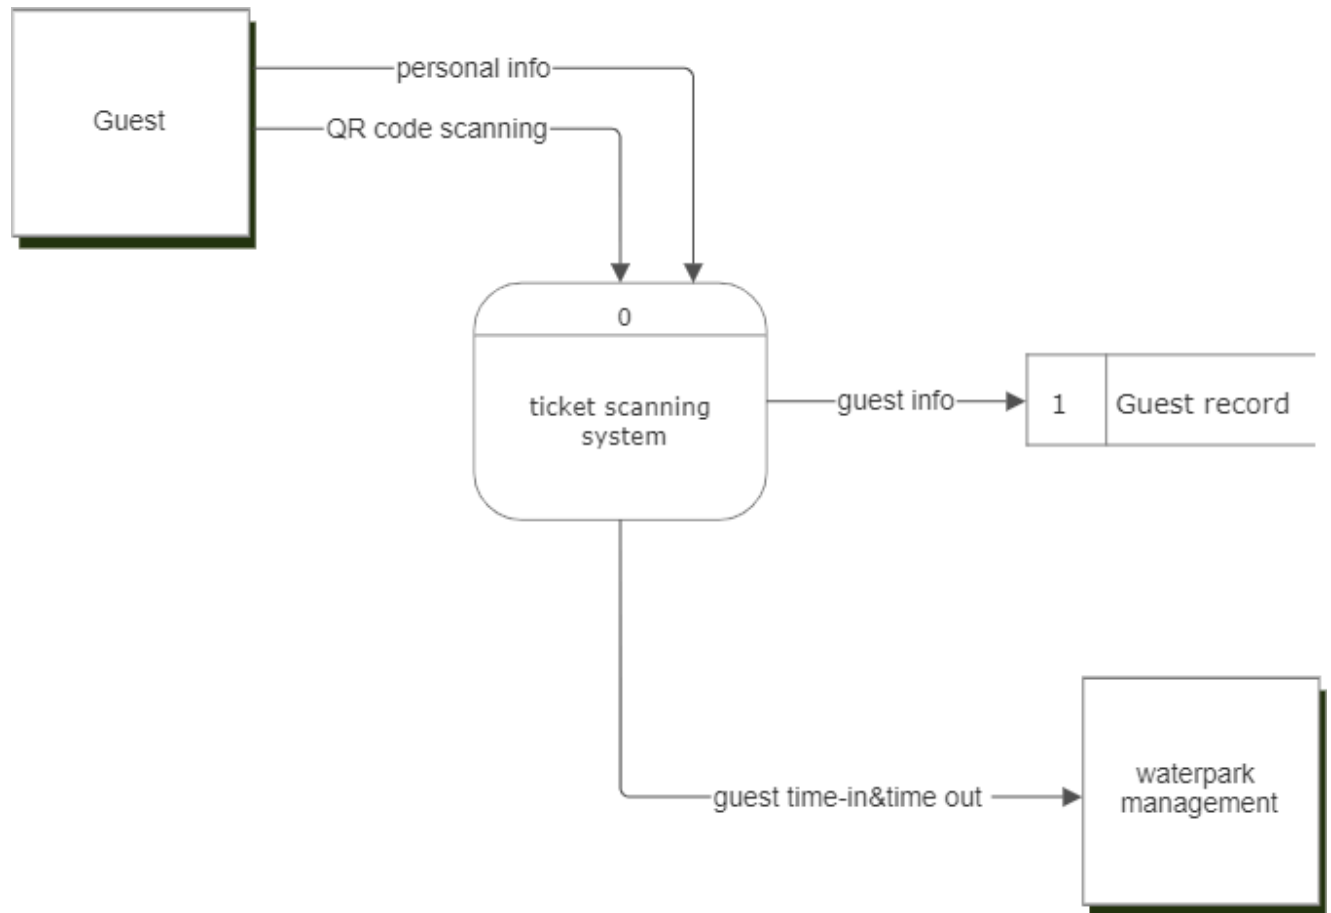 personal info
Guest
QR code scanning
0
ticket scanning
system
guest info
1
Guest record
waterpark
management
guest time-in&time out